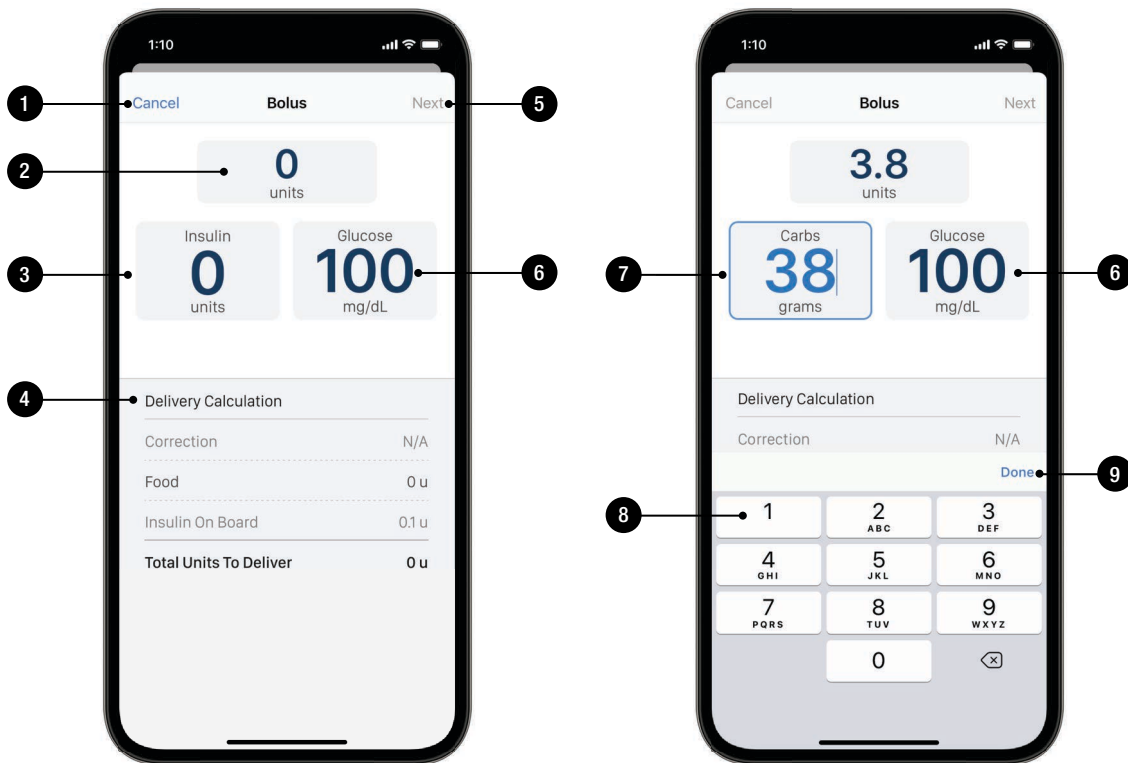 1:10
Cancel Bolus Next
0
units
Insulin
0
units
Glucose
100
mg/dL
Delivery Calculation
Correction N/A
Food 0 u
Insulin On Board 0.1 u
Total Units To Deliver 0 u
1
2
3
4
5
6
1:10
Cancel Bolus Next
3.8
units
Carbs
38
grams
Glucose
100
mg/dL
Delivery Calculation
Correction N/A
Done
1 2 3
ABC DEF
4 5 6
GHI JKL MNO
7 8 9
PQRS TUV WXYZ
0
7
8
6
9